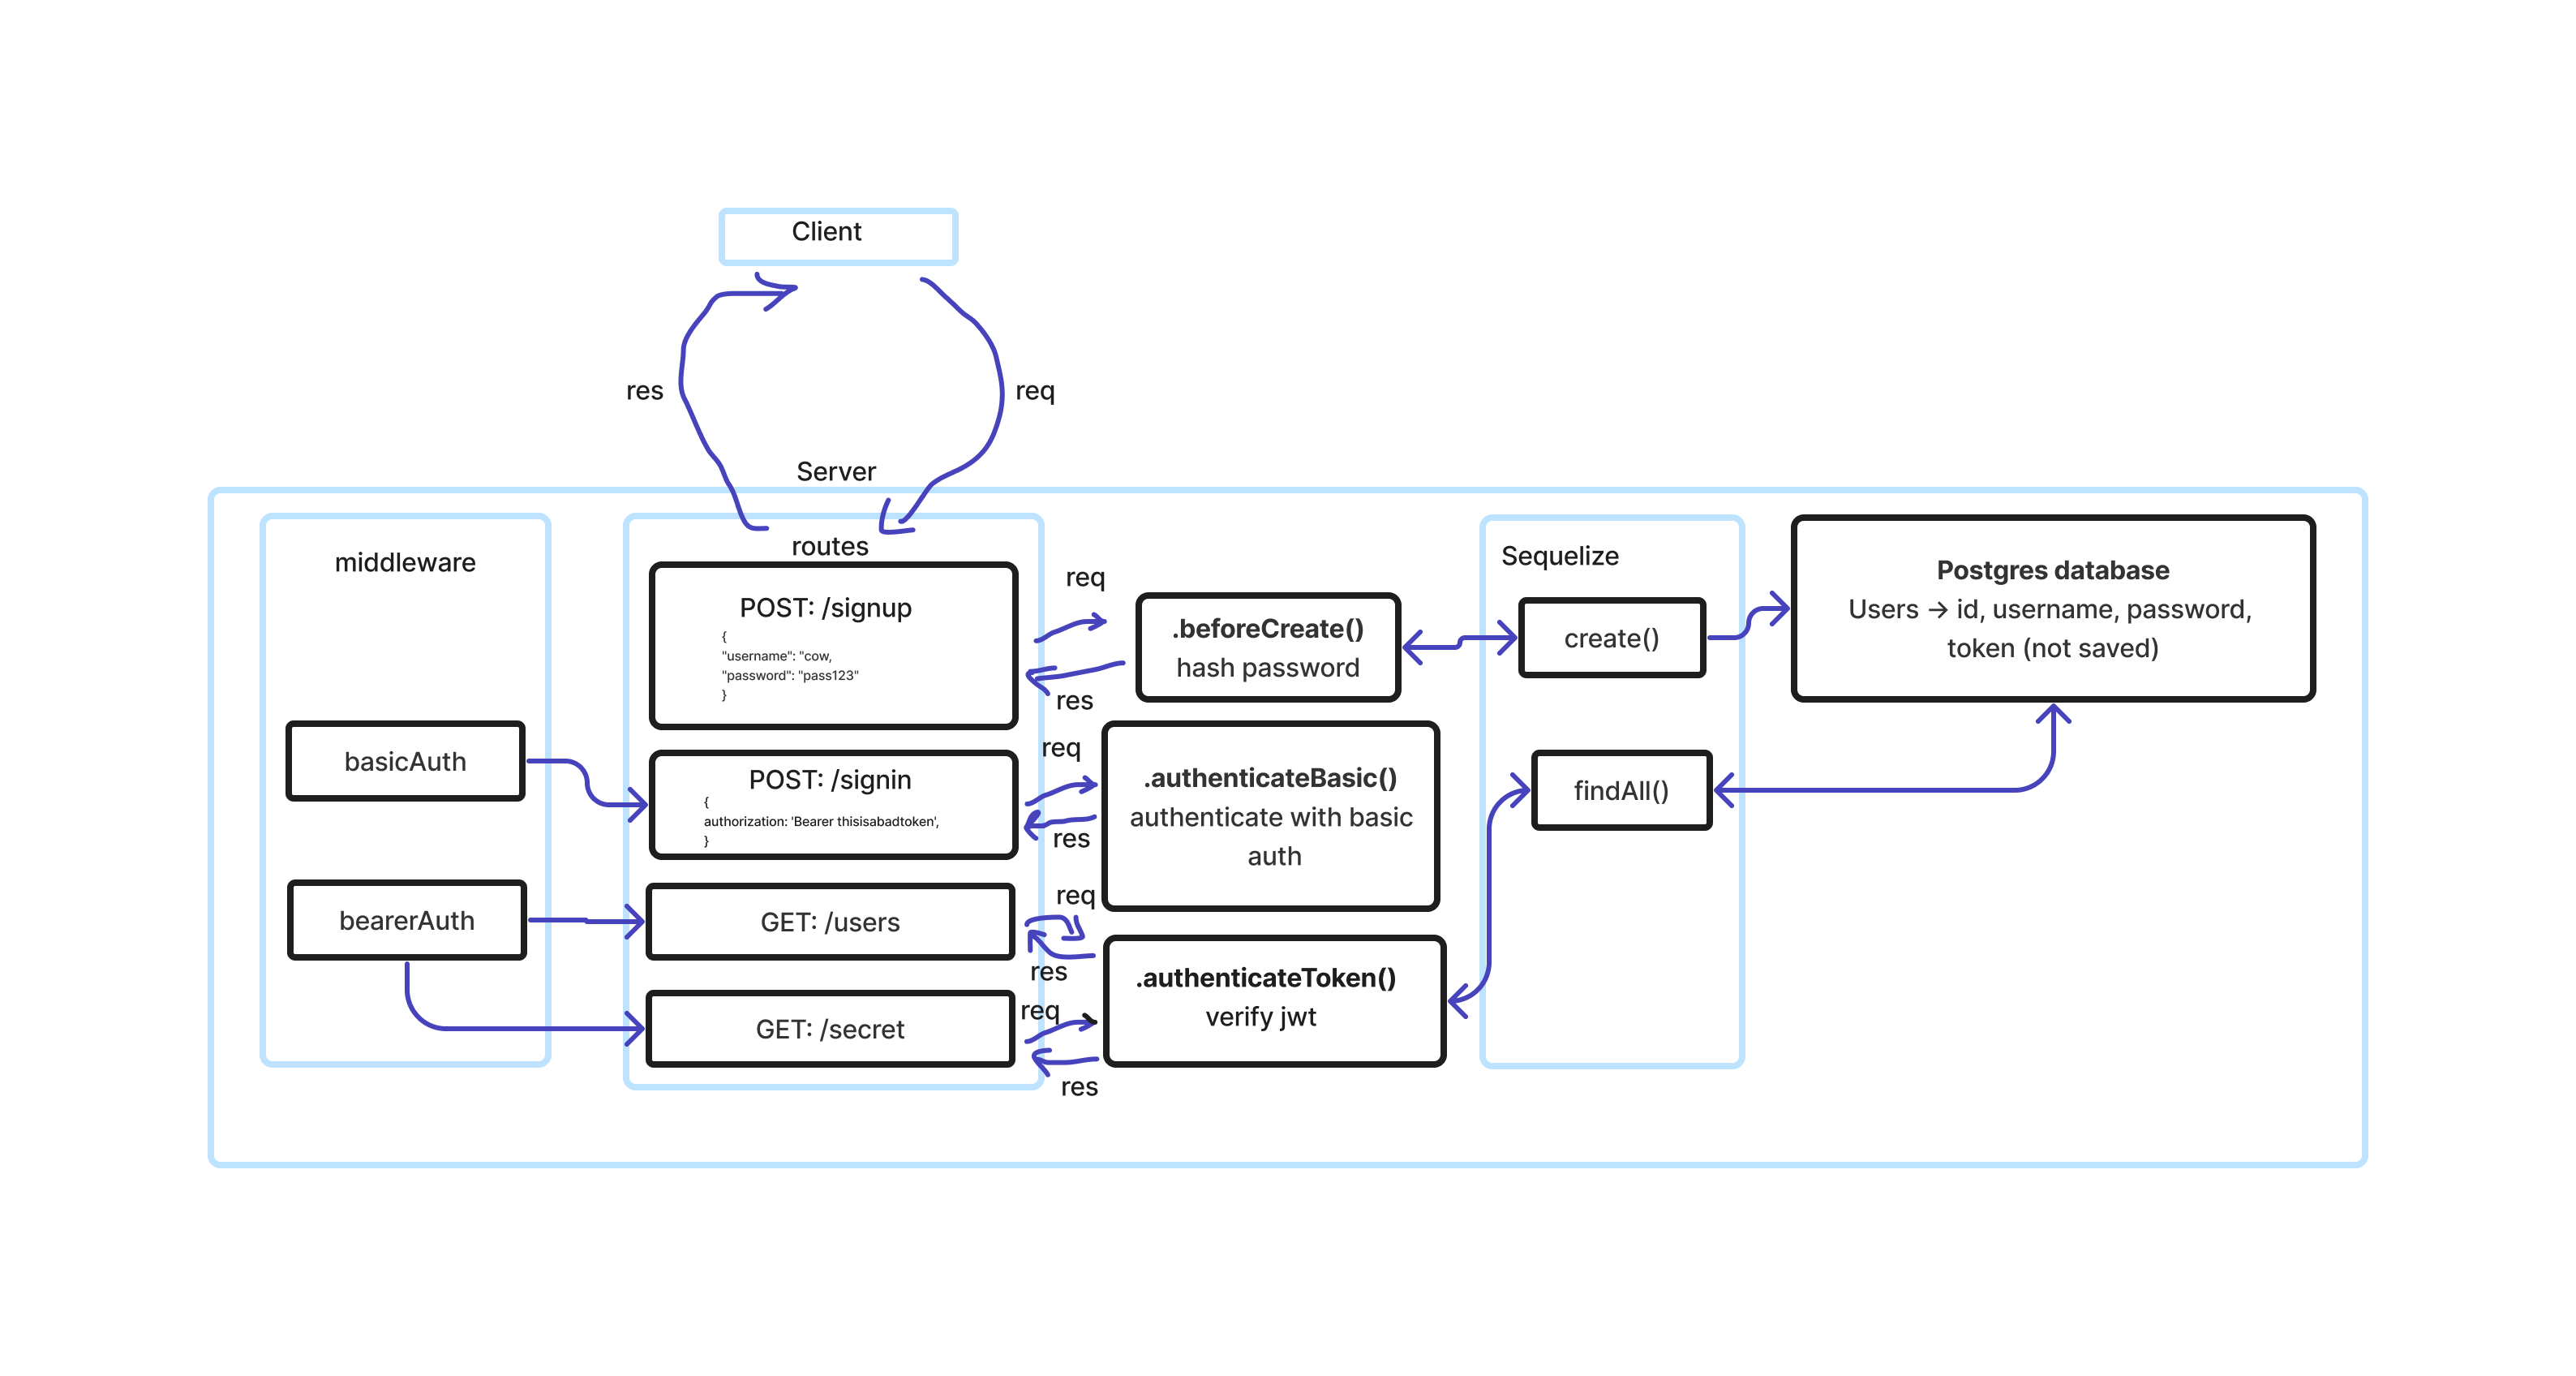 Client
res
req
Server
middleware
basicAuth
bearerAuth
routes
POST: /signup
{
"username": "cow,
"password": "pass123"
}
POST: /signin
{
authorization: 'Bearer thisisabadtoken',
}
GET: /users
GET: /secret
req
res
req
res
req
res
req
res
.beforeCreate()
hash password
.authenticateBasic()
authenticate with basic
auth
.authenticateToken()
verify jwt
Sequelize
create()
findAll()
Postgres database
Users → id, username, password,
token (not saved)